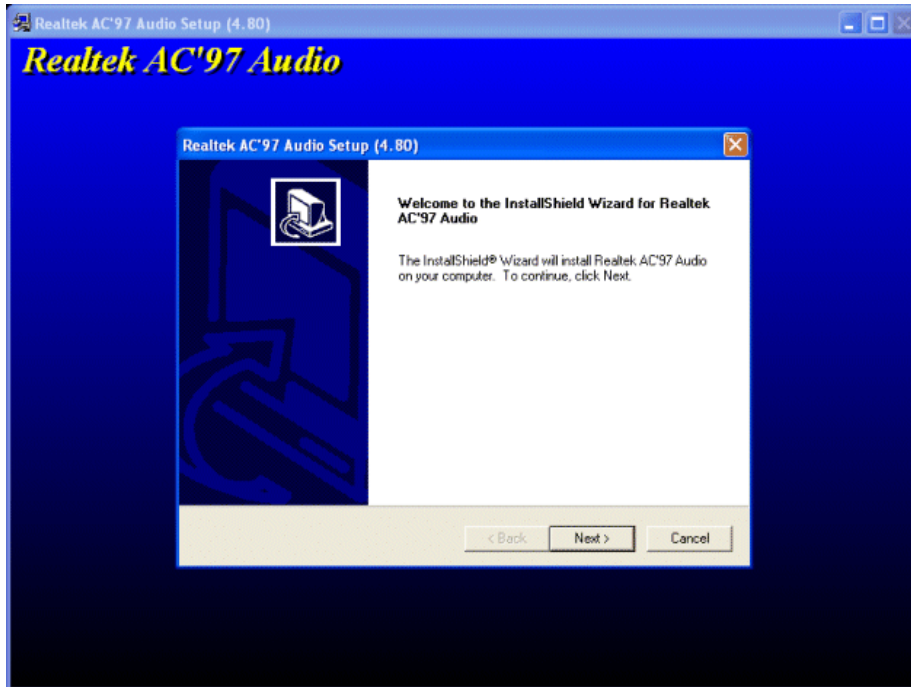 Realtek AC'97 Audio Setup (4.80)
Realtek AC'97 Audio
Realtek AC'97 Audio Setup (4.80)
Welcome to the InstallShield Wizard for Realtek
AC'97 Audio
The InstallShield® Wizard will install Realtek AC'97 Audio
on your computer.  To continue, click Next.
< Back
Next >
Cancel